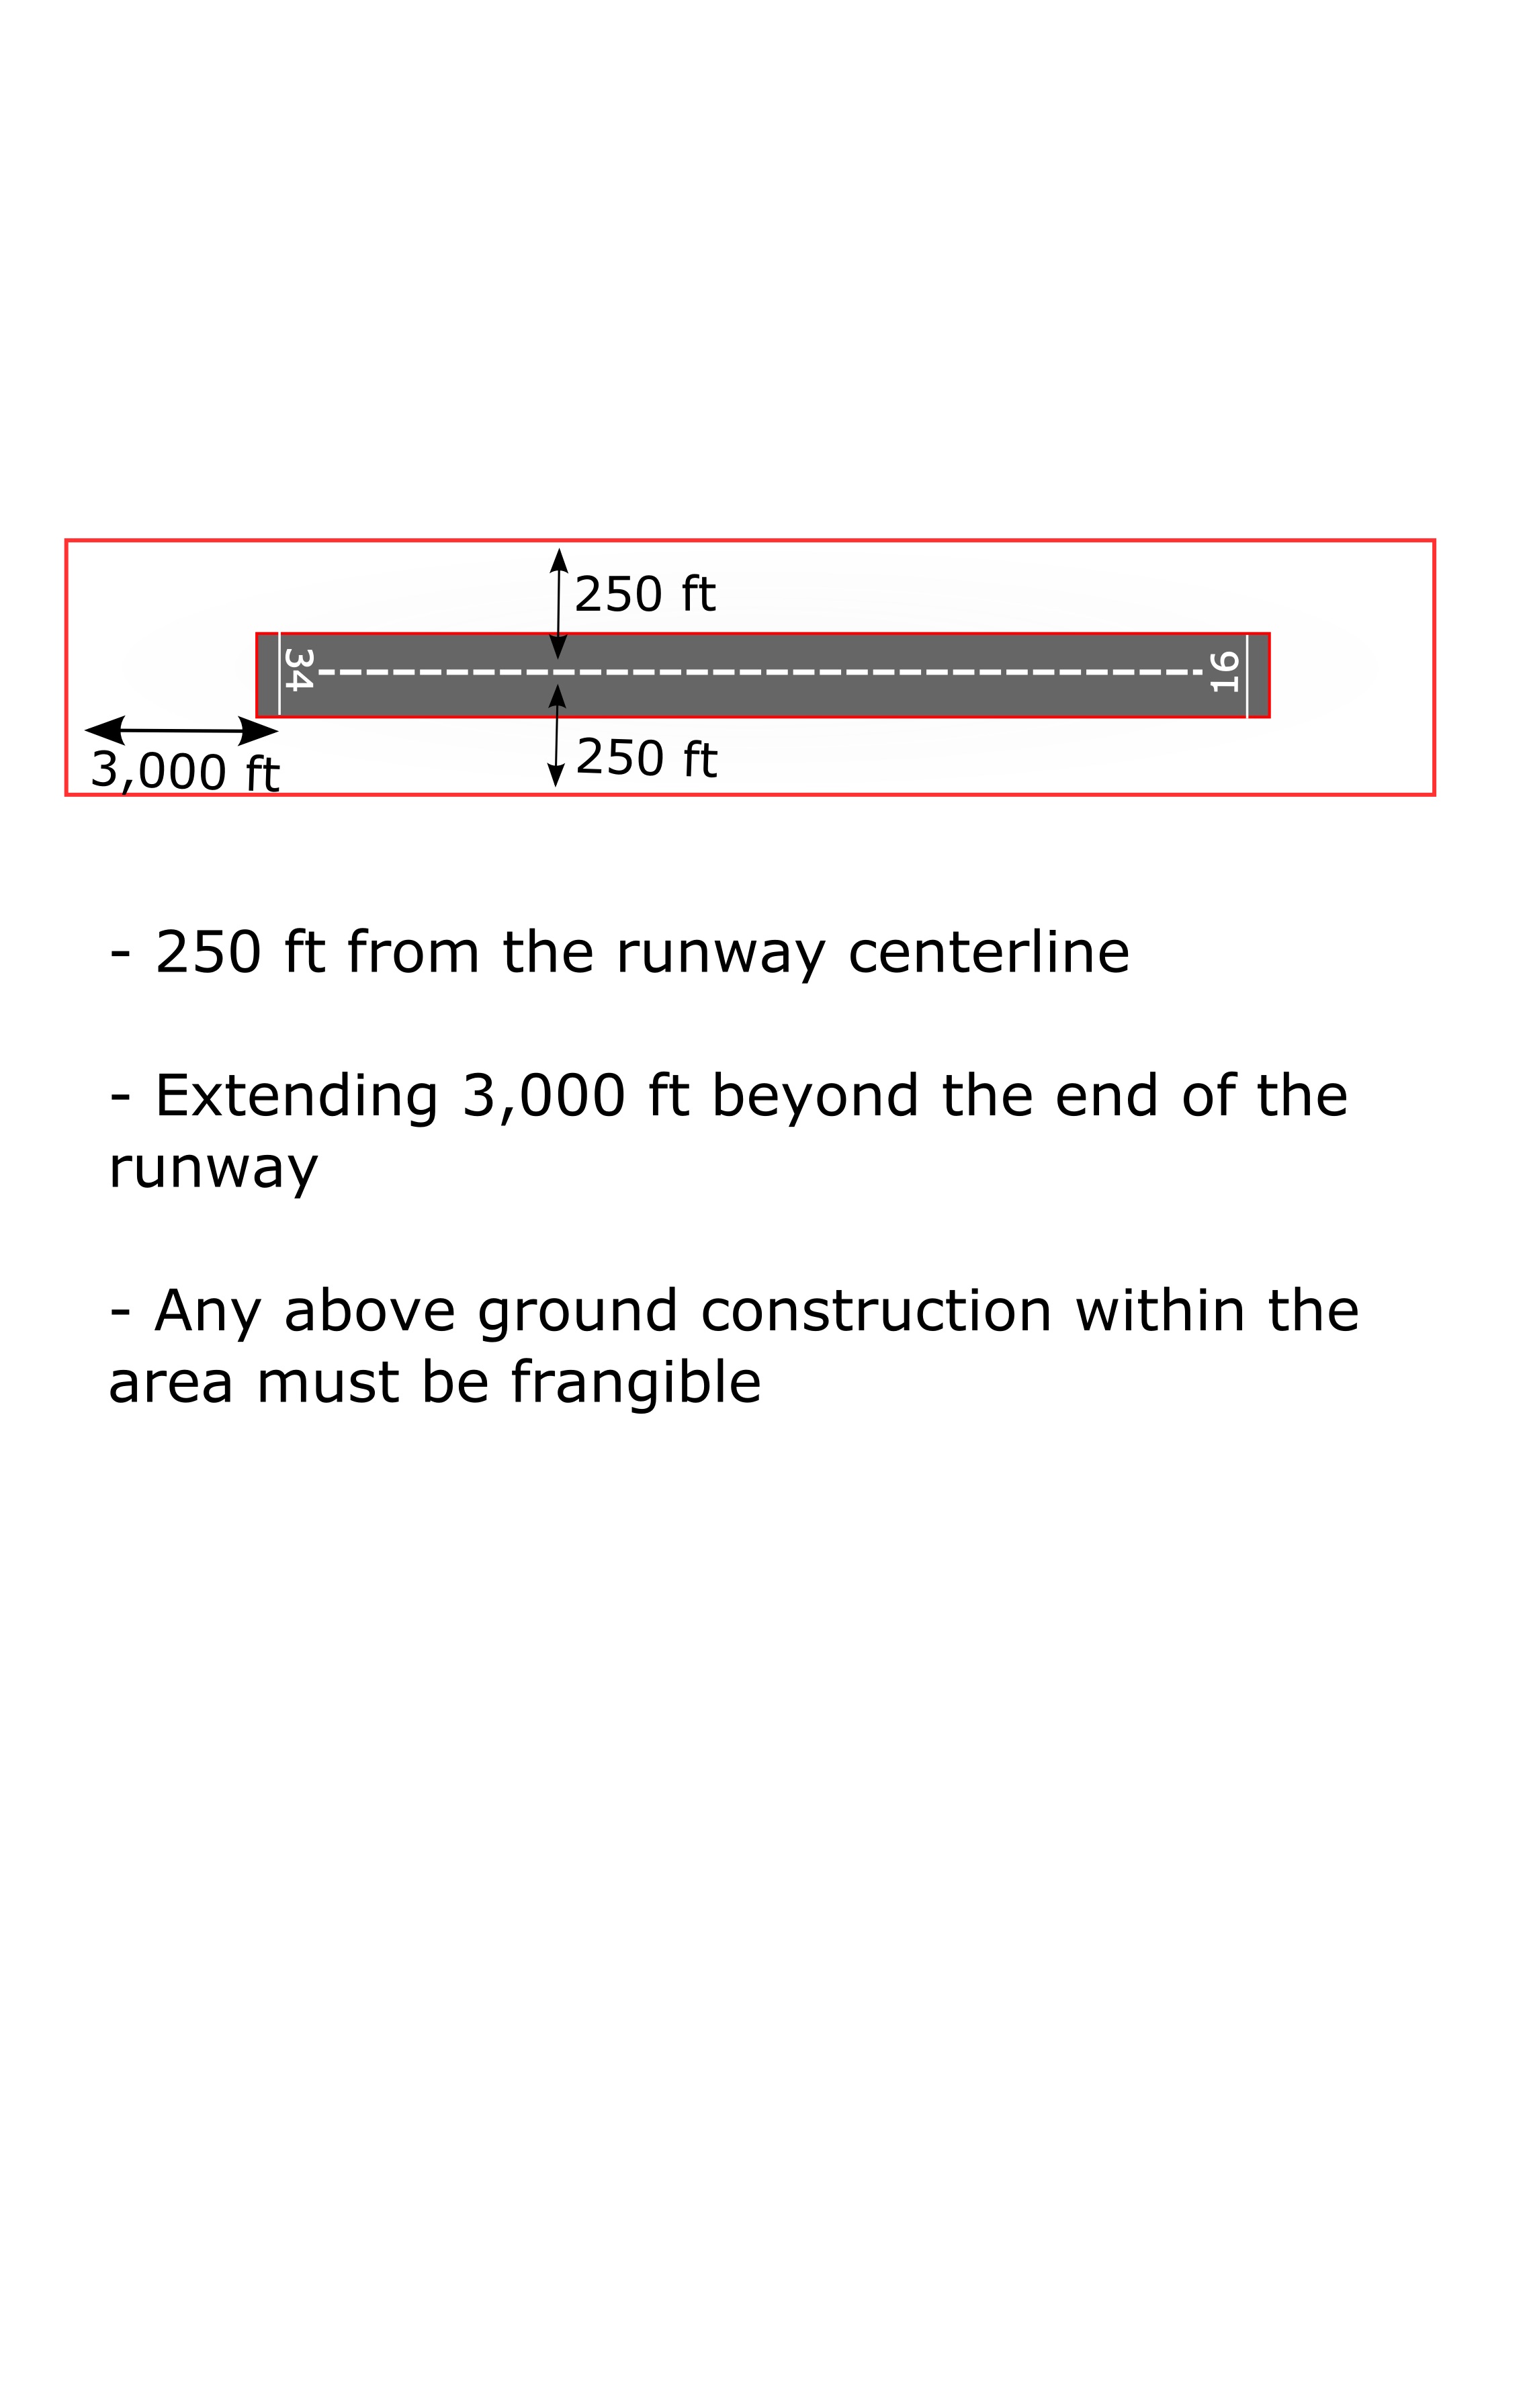 250 ft
34
16
250 ft
3,000 ft
- 250 ft from the runway centerline
- Extending 3,000 ft beyond the end of the
runway
- Any above ground construction within the
area must be frangible